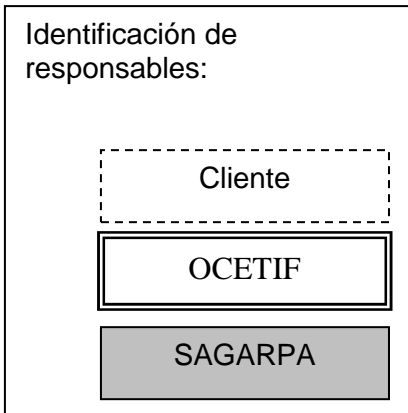 Identificación de
responsables:
Cliente
OCETIF
SAGARPA